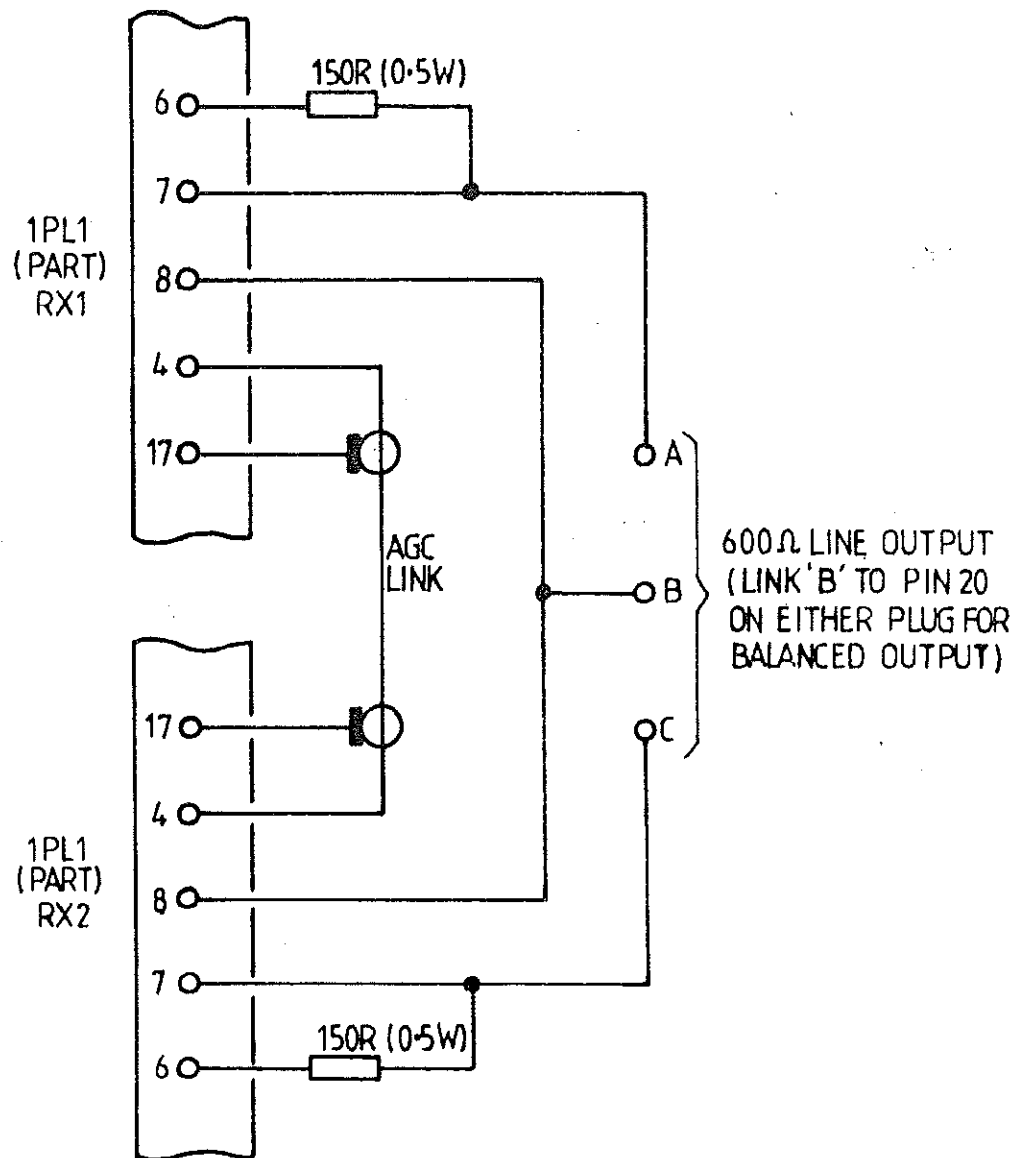 150R (0·5W)
6
7
1PL1
(PART)
RX1
8
4
17
A
AGC
LINK
B
600Ω LINE OUTPUT
(LINK 'B' TO PIN 20
ON EITHER PLUG FOR
BALANCED OUTPUT)
C
17
4
1PL1
(PART)
RX2
8
7
150R (0·5W)
6